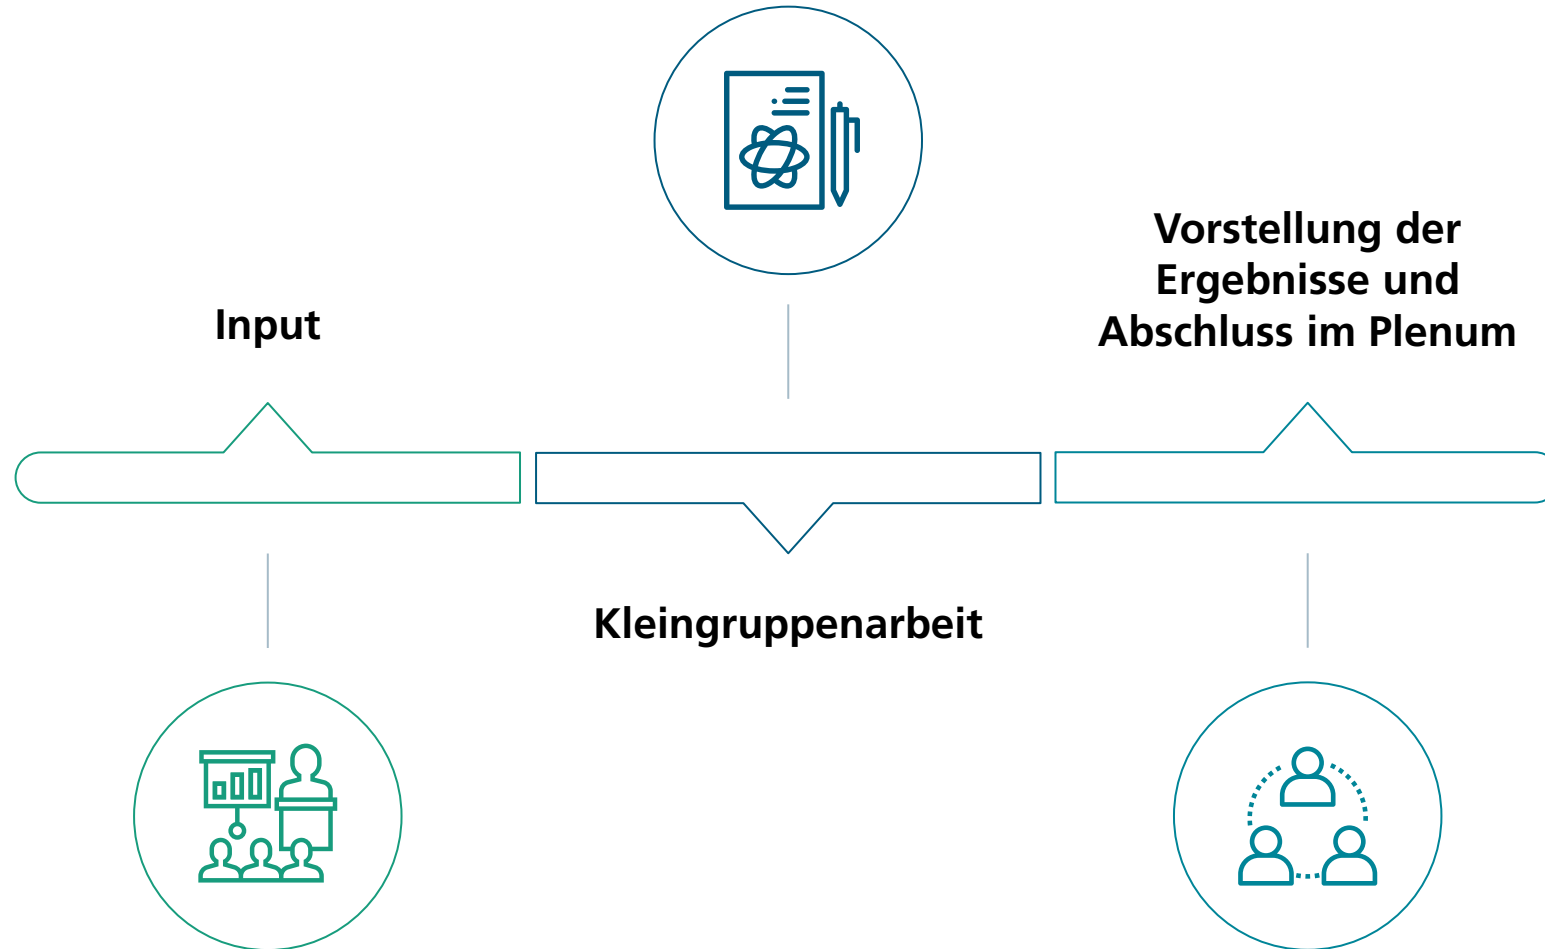 Input
Kleingruppenarbeit
Vorstellung der
Ergebnisse und
Abschluss im Plenum